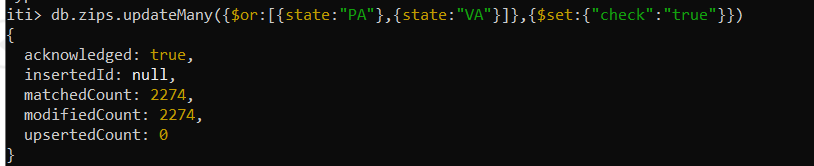 iti> db.zips.updateMany({$or:[{state:"PA"},{state:"VA"}]},{$set:{"check":"true"}})
{
  acknowledged: true,
  insertedId: null,
  matchedCount: 2274,
  modifiedCount: 2274,
  upsertedCount: 0
}